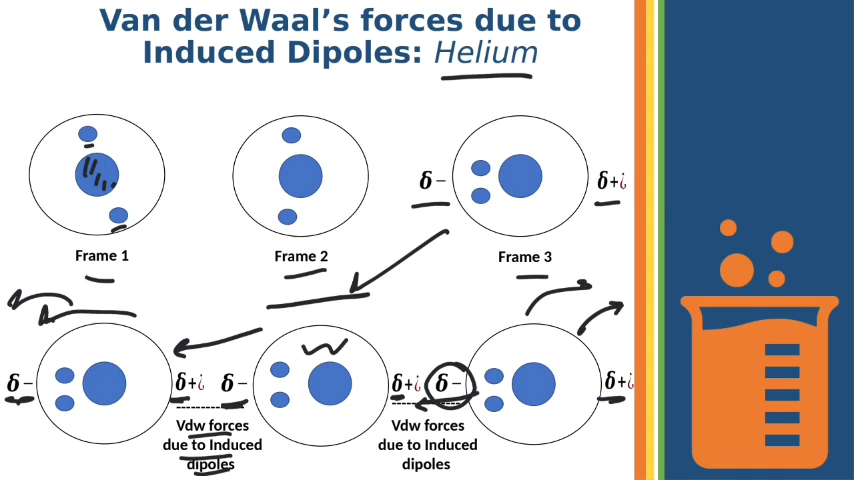 Van der Waal’s forces due to
Induced Dipoles: Helium
δ− δ+¿
Frame 1 Frame 2 Frame 3
δ− δ+¿ δ− δ+¿ δ− δ+¿
Vdw forces
due to Induced
dipoles
Vdw forces
due to Induced
dipoles